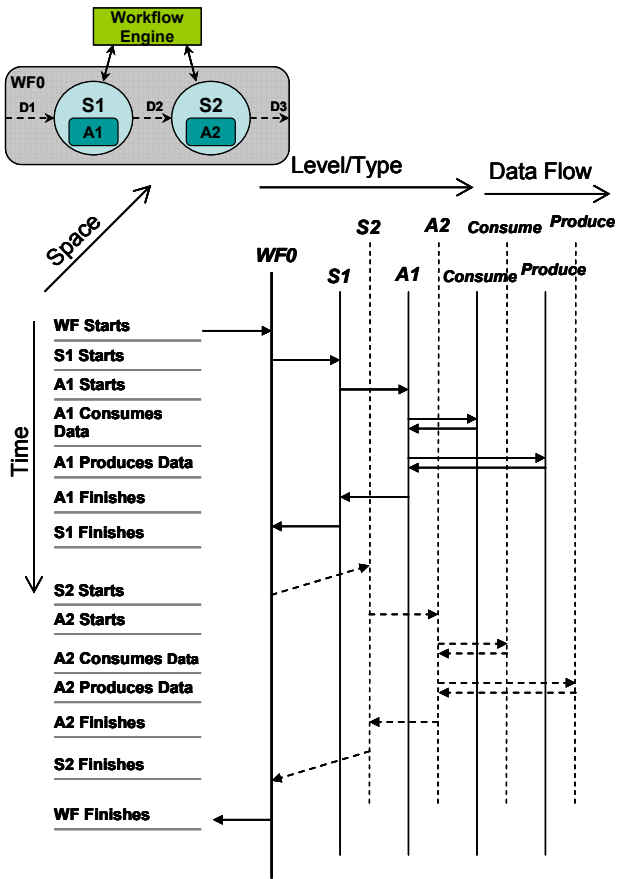 Workflow
Engine
WF0
D1
S1
D2
S2
D3
A1
A2
Level/Type
Data Flow
Space
S2
A2
Consume
Produce
WF0
S1
A1
Consume
Produce
Time
WF Starts
S1 Starts
A1 Starts
A1 Consumes
Data
A1 Produces Data
A1 Finishes
S1 Finishes
S2 Starts
A2 Starts
A2 Consumes Data
A2 Produces Data
A2 Finishes
S2 Finishes
WF Finishes